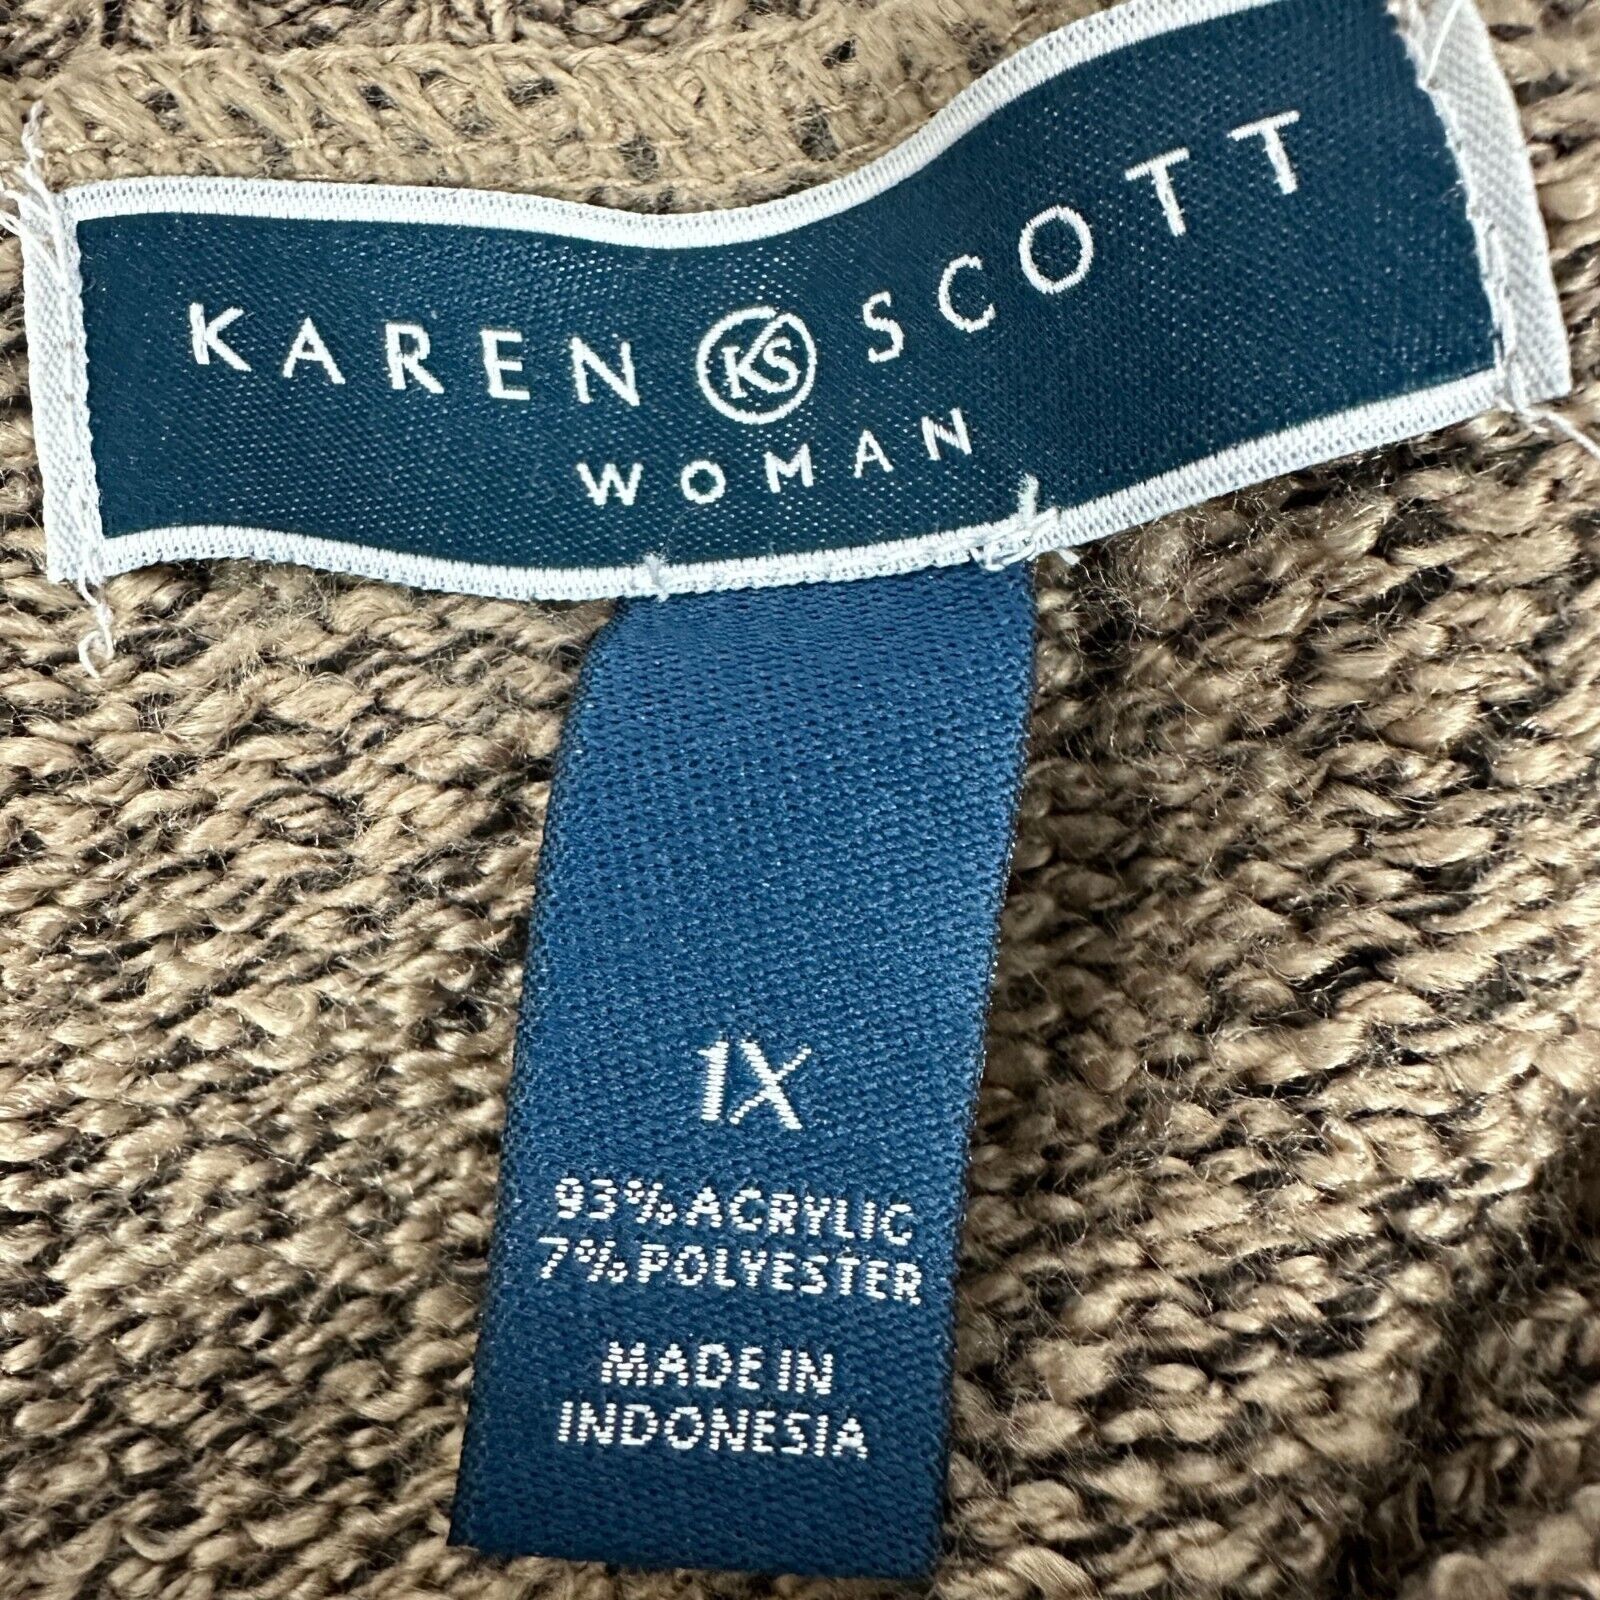 KAREN KS SCOTT
WOMAN
1X
93% ACRYLIC
7% POLYESTER
MADE IN
INDONESIA